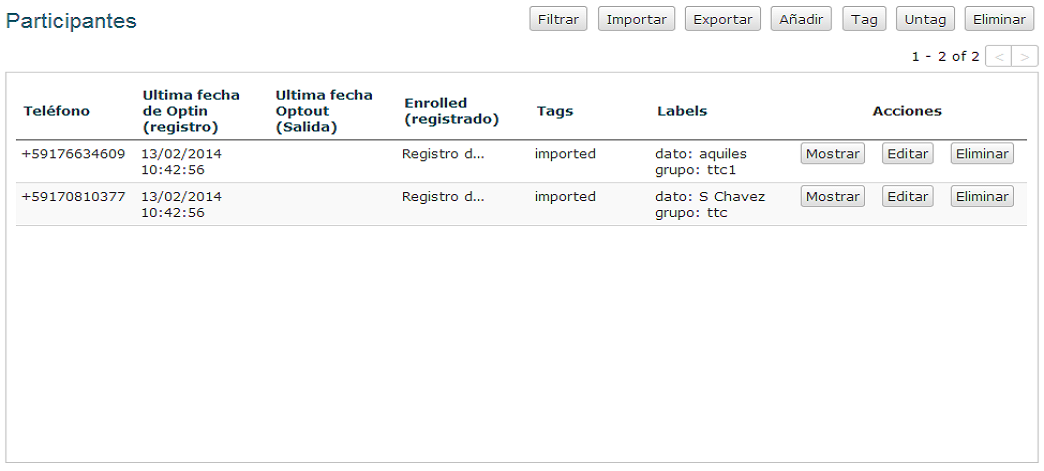 Participantes
Filtrar Importar Exportar Añadir Tag Untag Eliminar
1 - 2 of 2 < >
Teléfono Ultima fecha de Optin (registro) Ultima fecha Optout (Salida) Enrolled (registrado) Tags Labels Acciones
+59176634609 13/02/2014 Registro d... imported dato: aquiles Mostrar Editar Eliminar
10:42:56 grupo: ttc1
+59170810377 13/02/2014 Registro d... imported dato: S Chavez Mostrar Editar Eliminar
10:42:56 grupo: ttc